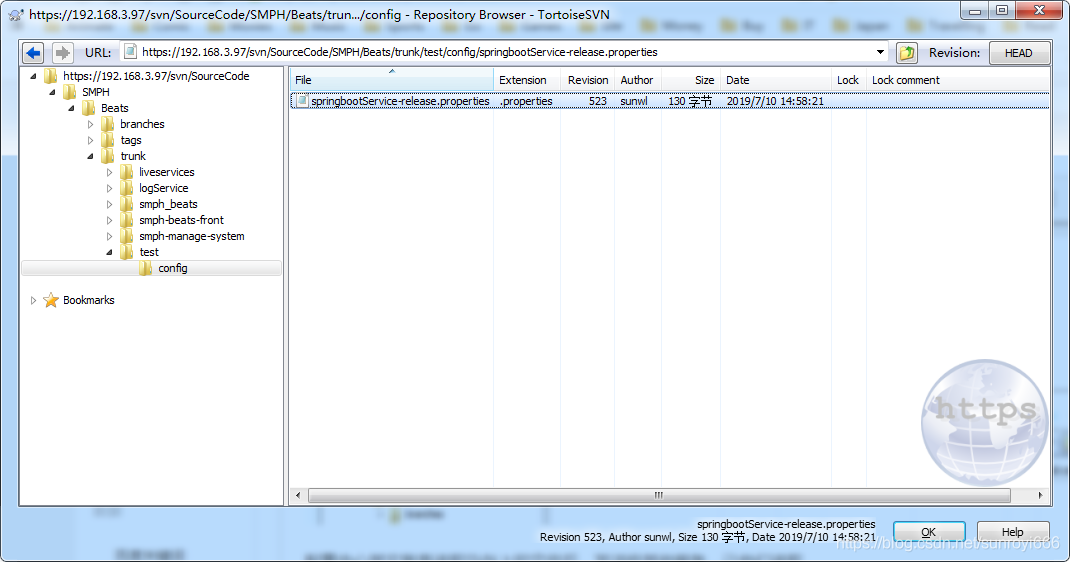 https://192.168.3.97/svn/SourceCode/SMPH/Beats/trun.../config - Repository Browser - TortoiseSVN
URL: https://192.168.3.97/svn/SourceCode/SMPH/Beats/trunk/test/config/springbootService-release.properties Revision: HEAD
https://192.168.3.97/svn/SourceCode
SMPH
Beats
branches
tags
trunk
liveservices
logService
smph_beats
smph-beats-front
smph-manage-system
test
config
Bookmarks
File Extension Revision Author Size Date Lock Lock comment
springbootService-release.properties .properties 523 sunwl 130 字节 2019/7/10 14:58:21
https
springbootService-release.properties
Revision 523, Author sunwl, Size 130 字节, Date 2019/7/10 14:58:21
OK Help
https://blog.csdn.net/sunroyi666